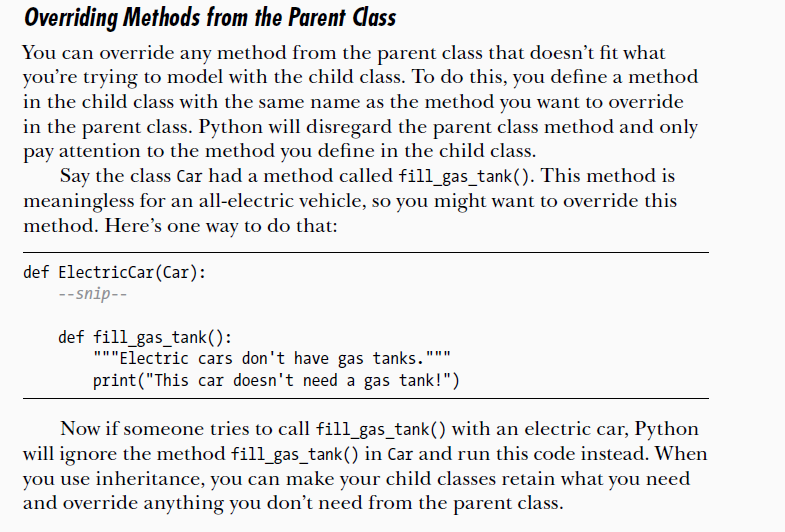 Overriding Methods from the Parent Class
You can override any method from the parent class that doesn’t fit what
you’re trying to model with the child class. To do this, you define a method
in the child class with the same name as the method you want to override
in the parent class. Python will disregard the parent class method and only
pay attention to the method you define in the child class.
Say the class Car had a method called fill_gas_tank(). This method is
meaningless for an all-electric vehicle, so you might want to override this
method. Here’s one way to do that:
def ElectricCar(Car):
    --snip--
    def fill_gas_tank():
        """Electric cars don't have gas tanks."""
        print("This car doesn't need a gas tank!")
Now if someone tries to call fill_gas_tank() with an electric car, Python
will ignore the method fill_gas_tank() in Car and run this code instead. When
you use inheritance, you can make your child classes retain what you need
and override anything you don’t need from the parent class.